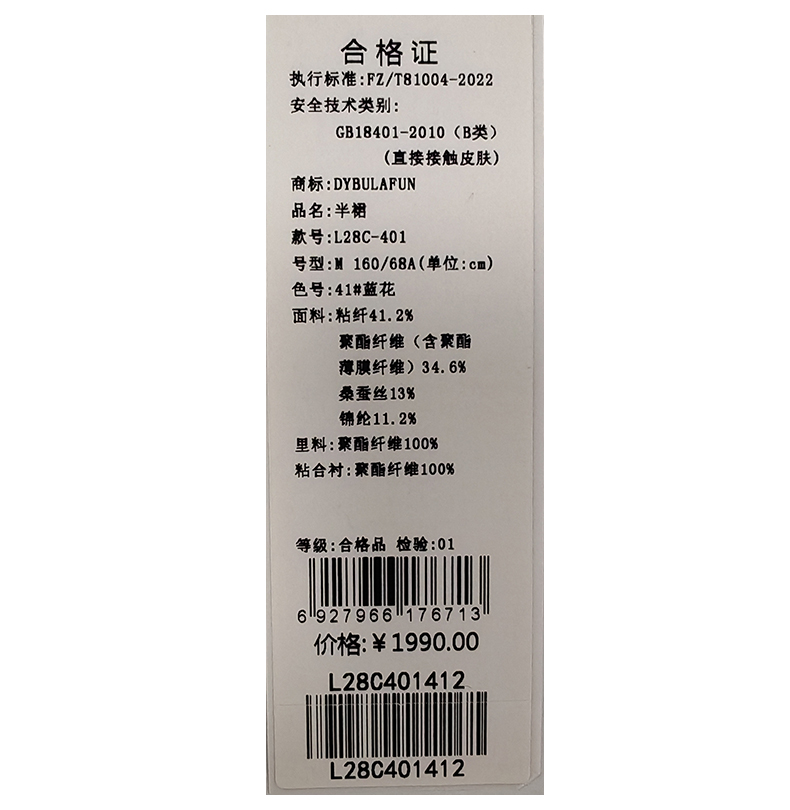 合格证
执行标准:FZ/T81004-2022
安全技术类别:
GB18401-2010（B类）
(直接接触皮肤)
商标:DYBULAFUN
品名:半裙
款号:L28C-401
号型:M 160/68A(单位:cm)
色号:41#蓝花
面料:粘纤41.2%
聚酯纤维（含聚酯
薄膜纤维）34.6%
桑蚕丝13%
锦纶11.2%
里料:聚酯纤维100%
粘合衬:聚酯纤维100%
等级:合格品 检验:01
6 927966 176713
价格:￥1990.00
L28C401412
L28C401412